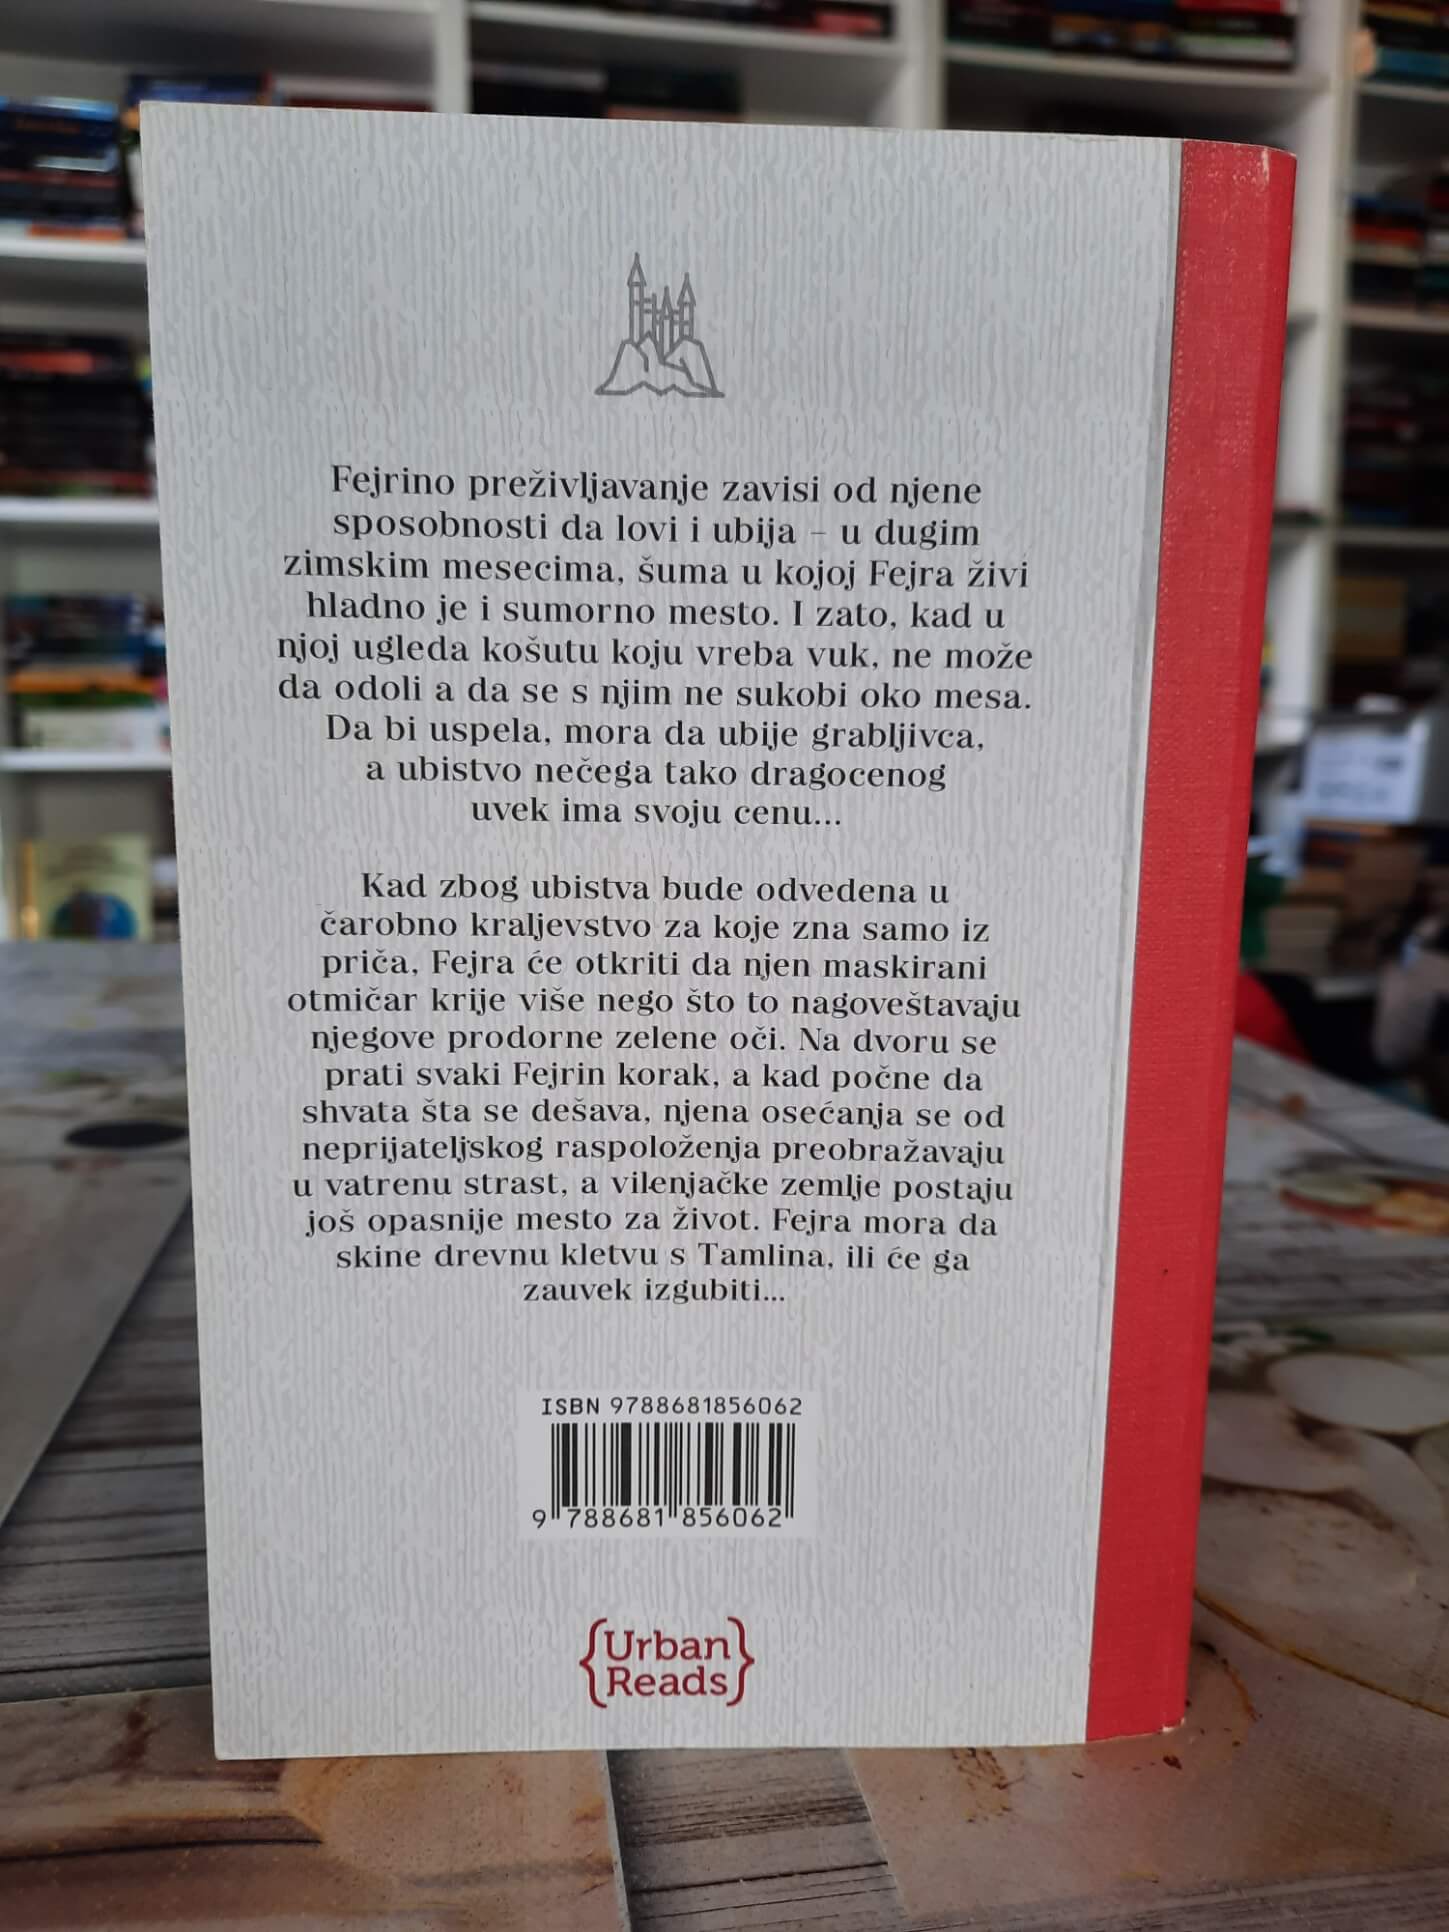 Fejrino preživljavanje zavisi od njene
sposobnosti da lovi i ubija – u dugim
zimskim mesecima, šuma u kojoj Fejra živi
hladno je i sumorno mesto. I zato, kad u
njoj ugleda košutu koju vreba vuk, ne može
da odoli a da se s njim ne sukobi oko mesa.
Da bi uspela, mora da ubije grabljivca,
a ubistvo nečega tako dragocenog
uvek ima svoju cenu...
Kad zbog ubistva bude odvedena u
čarobno kraljevstvo za koje zna samo iz
priča, Fejra će otkriti da njen maskirani
otmičar krije više nego što to nagoveštavaju
njegove prodorne zelene oči. Na dvoru se
prati svaki Fejrin korak, a kad počne da
shvata šta se dešava, njena osećanja se od
neprijateljskog raspoloženja preobražavaju
u vatrenu strast, a vilenjačke zemlje postaju
još opasnije mesto za život. Fejra mora da
skine drevnu kletvu s Tamlina, ili će ga
zauvek izgubiti...
ISBN 9788681856062
9 788681 856062
{Urban
Reads}